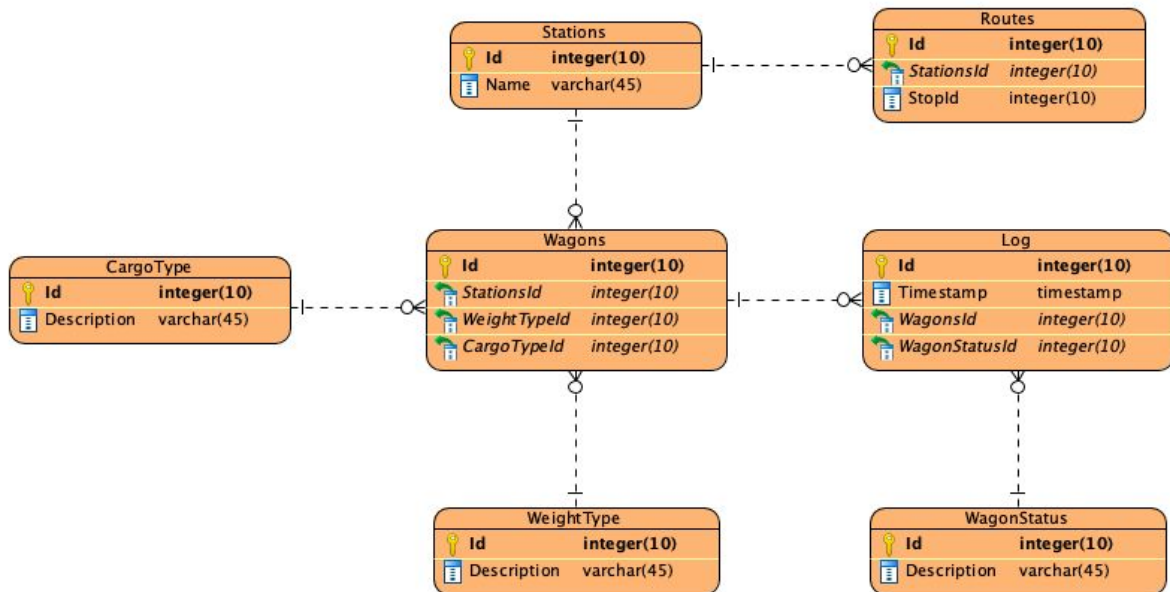 Stations
Id integer(10)
Name varchar(45)
Routes
Id integer(10)
StationsId integer(10)
StopId integer(10)
CargoType
Id integer(10)
Description varchar(45)
Wagons
Id integer(10)
StationsId integer(10)
WeightTypeId integer(10)
CargoTypeId integer(10)
Log
Id integer(10)
Timestamp timestamp
WagonsId integer(10)
WagonStatusId integer(10)
WeightType
Id integer(10)
Description varchar(45)
WagonStatus
Id integer(10)
Description varchar(45)